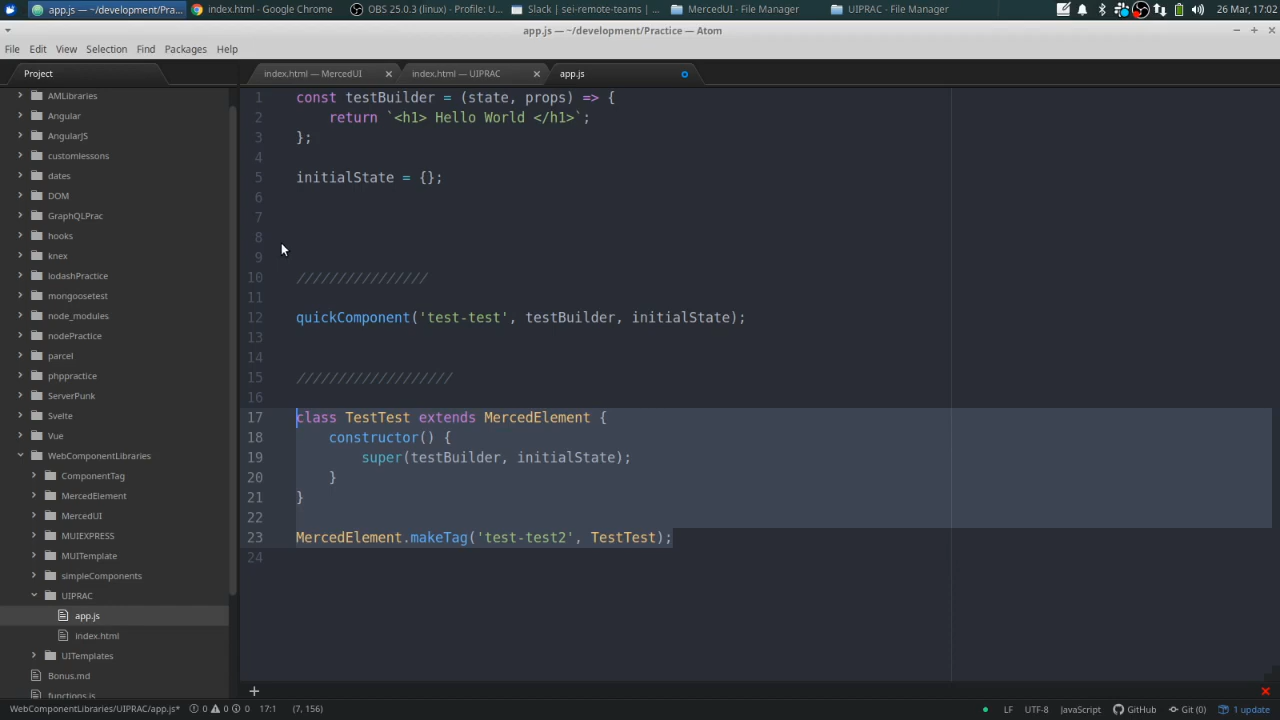 app.js — ~/development/Prac...
index.html - Google Chrome
OBS 25.0.3 (linux) - Profile: U...
Slack | sei-remote-teams | ...
MercedUI - File Manager
UIPRAC - File Manager
26 Mar, 17:02
app.js — ~/development/Practice — Atom
File Edit View Selection Find Packages Help
Project
index.html — MercedUI
index.html — UIPRAC
app.js
AMLibraries
Angular
AngularJS
customlessons
dates
DOM
GraphQLPrac
hooks
knex
lodashPractice
mongoosetest
node_modules
nodePractice
parcel
phppractice
ServerPunk
Svelte
Vue
WebComponentLibraries
ComponentTag
MercedElement
MercedUI
MUIEXPRESS
MUITemplate
simpleComponents
UIPRAC
app.js
index.html
UITemplates
Bonus.md
functions.js
1 const testBuilder = (state, props) => {
2 return `<h1> Hello World </h1>`;
3 };
4
5 initialState = {};
6
7
8
9
10 ////////////////
11
12 quickComponent('test-test', testBuilder, initialState);
13
14
15 ///////////////////
16
17 class TestTest extends MercedElement {
18 constructor() {
19 super(testBuilder, initialState);
20 }
21 }
22
23 MercedElement.makeTag('test-test2', TestTest);
24
WebComponentLibraries/UIPRAC/app.js* 0 0 0 17:1 (7, 156)
LF UTF-8 JavaScript GitHub Git (0) 1 update